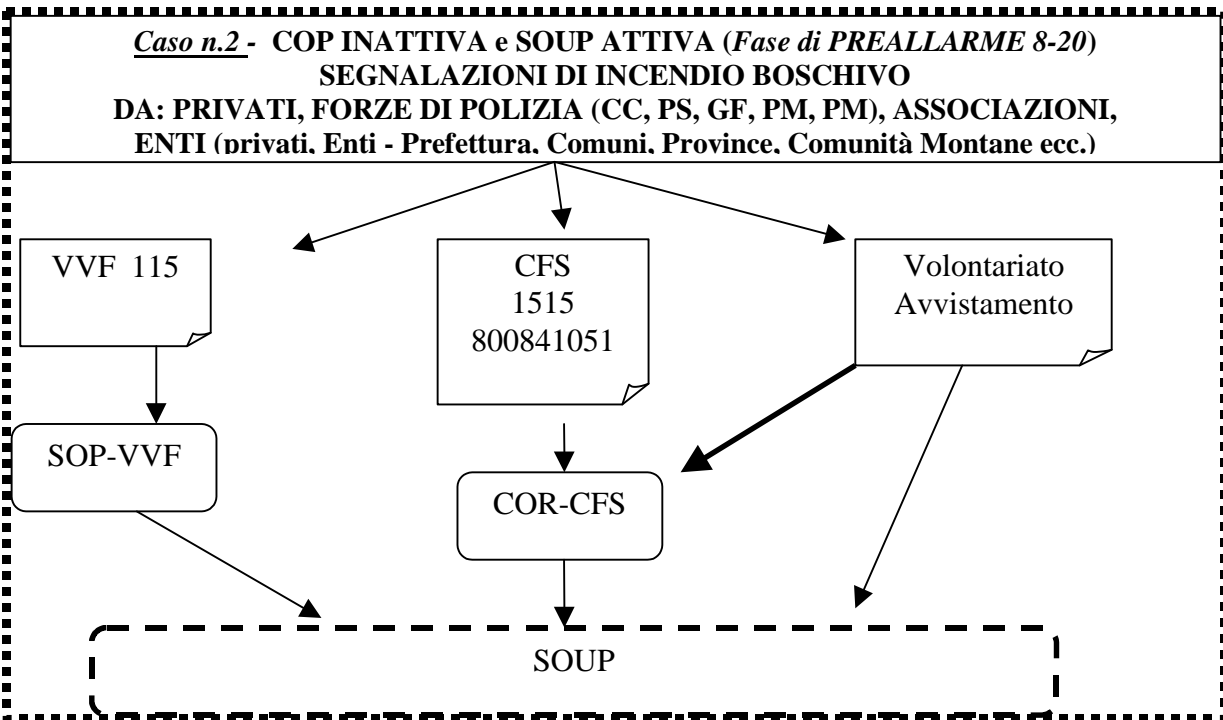 Caso n.2 - COP INATTIVA e SOUP ATTIVA (Fase di PREALLARME 8-20)
SEGNALAZIONI DI INCENDIO BOSCHIVO
DA: PRIVATI, FORZE DI POLIZIA (CC, PS, GF, PM, PM), ASSOCIAZIONI,
ENTI (privati, Enti - Prefettura, Comuni, Province, Comunità Montane ecc.)
VVF 115
CFS
1515
800841051
Volontariato
Avvistamento
SOP-VVF
COR-CFS
SOUP